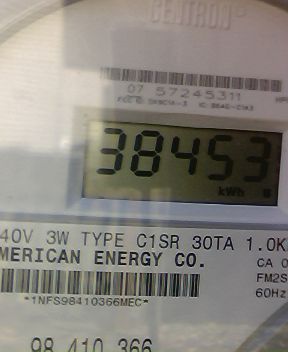 CENTRON
07 57245311
38453
kWh
40V 3W TYPE C1SR 30TA 1.0K
MERICAN ENERGY CO.
CA 0
FM2S
60Hz
*1NFS98410366MEC*
98 410 366